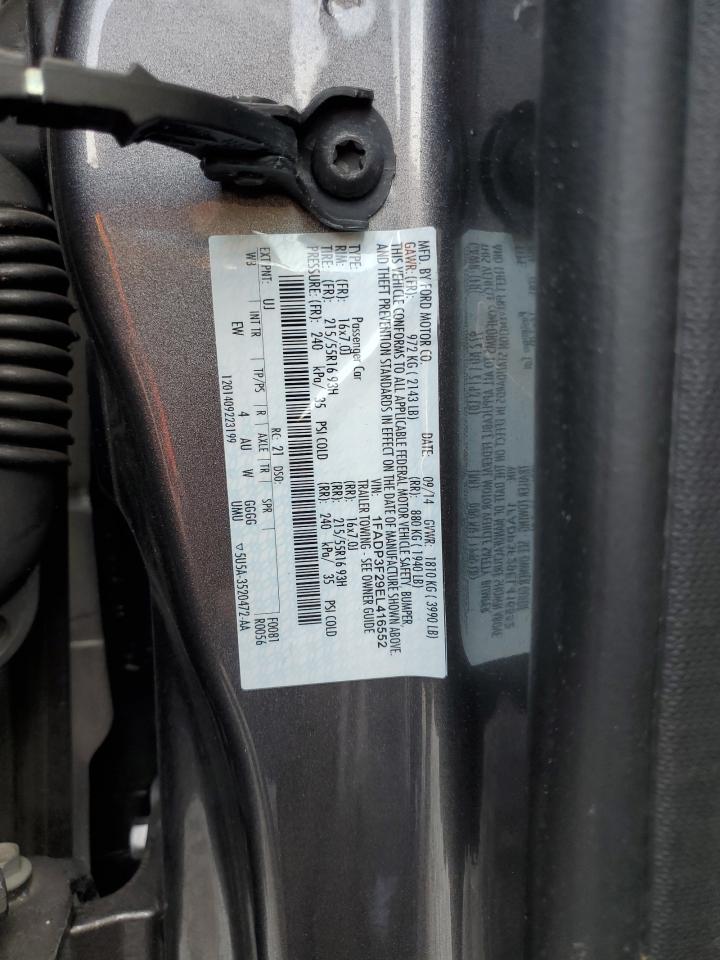 MFD. BY FORD MOTOR CO.
DATE: 09/14 GVWR: 1810 KG ( 3990 LB)
GAWR: (FR): 972 KG ( 2143 LB) (RR): 880 KG ( 1940 LB)
THIS VEHICLE CONFORMS TO ALL APPLICABLE FEDERAL MOTOR VEHICLE SAFETY, BUMPER,
AND THEFT PREVENTION STANDARDS IN EFFECT ON THE DATE OF MANUFACTURE SHOWN ABOVE.
VIN: 1FADP3F29EL416552
TYPE: Passenger Car TRAILER TOWING - SEE OWNER GUIDE
RIM: (FR): 16x7.0J (RR): 16x7.0J
TIRE: (FR): 215/55R16 93H (RR): 215/55R16 93H
PRESSURE: (FR): 240 kPa/ 35 PSI COLD (RR): 240 kPa/ 35 PSI COLD
RC: 21 DSO: F0081
EXT PNT: UJ R0056
WB INT TR TP/PS R AXLE TR SPR
EW 4 AU W GGGG
UMU
1201409223199 ▽5U5A-3520472-AA